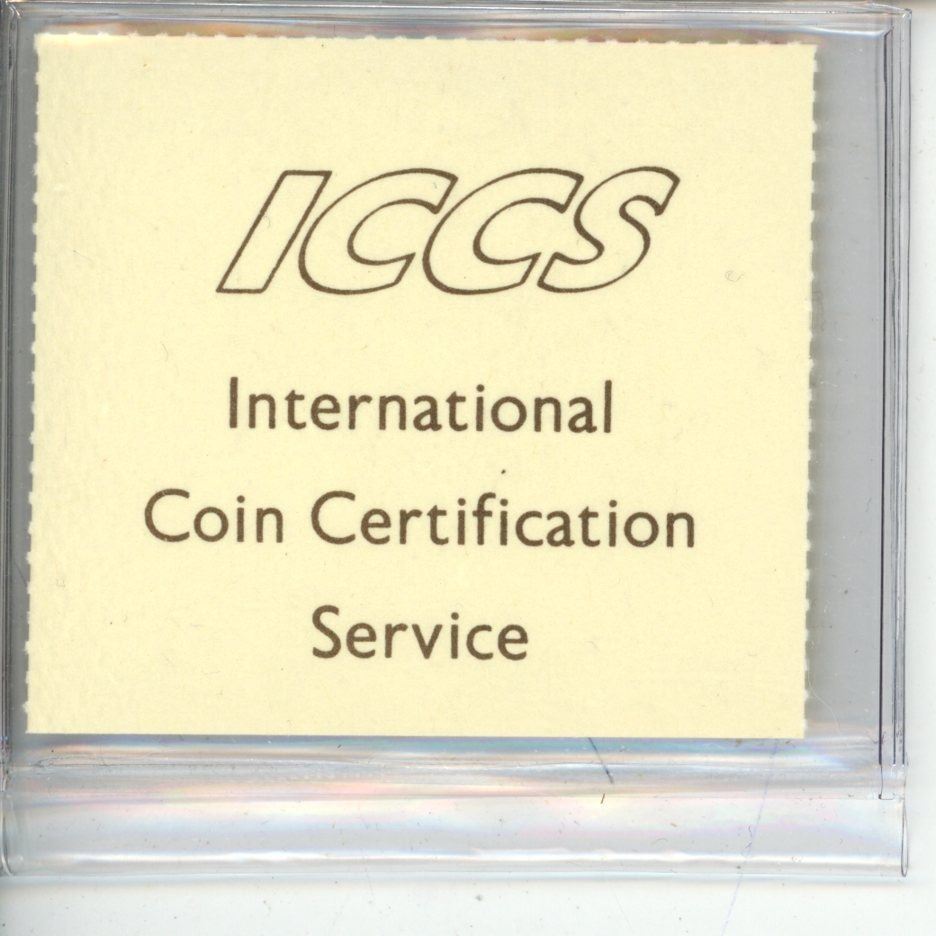 ICCS
International
Coin Certification
Service